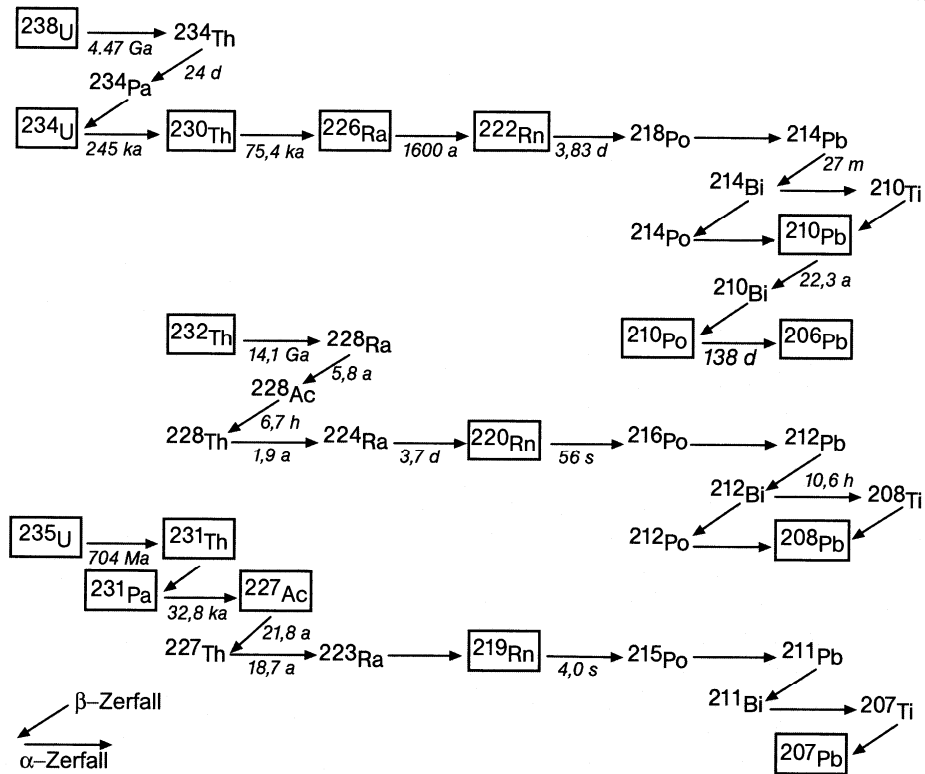 238U 4.47 Ga 234Th
234Pa 24 d
234U 245 ka 230Th 75,4 ka 226Ra 1600 a 222Rn 3,83 d 218Po 214Pb
27 m
214Bi 210Ti
214Po 210Pb
210Bi 22,3 a
210Po 138 d 206Pb
232Th 14,1 Ga 228Ra
228Ac 5,8 a
6,7 h
228Th 1,9 a 224Ra 3,7 d 220Rn 56 s 216Po 212Pb
212Bi 10,6 h 208Ti
212Po 208Pb
235U 704 Ma 231Th
231Pa 32,8 ka 227Ac
21,8 a
227Th 18,7 a 223Ra 219Rn 4,0 s 215Po 211Pb
211Bi 207Ti
207Pb
β–Zerfall
α–Zerfall